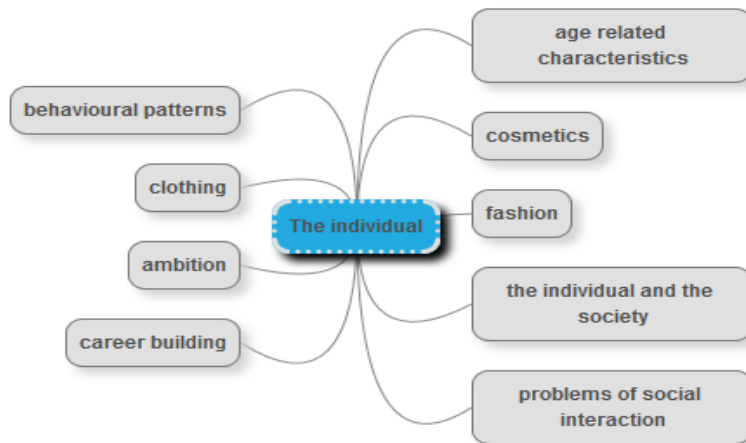 The individual
behavioural patterns
clothing
ambition
career building
age related
characteristics
cosmetics
fashion
the individual and the
society
problems of social
interaction